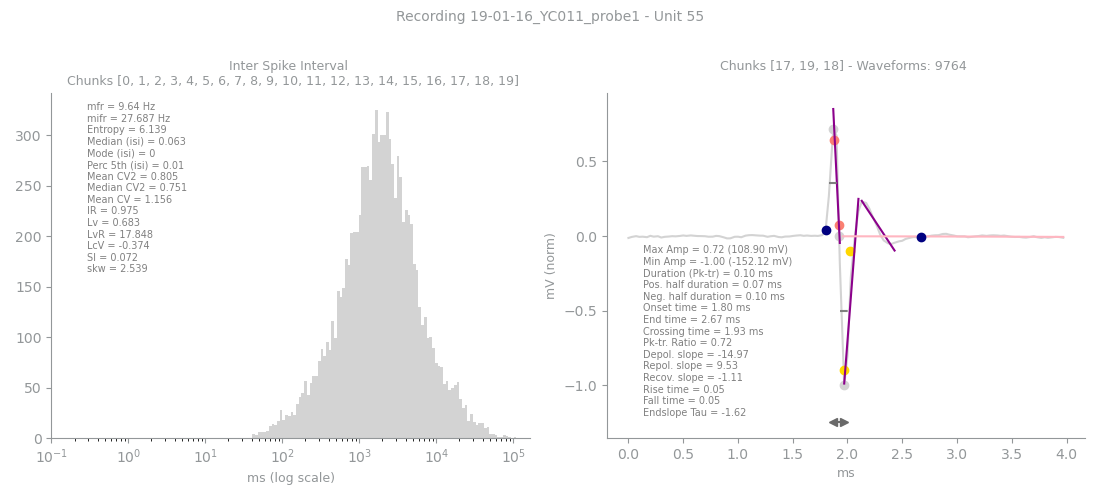 Recording 19-01-16_YC011_probe1 - Unit 55
Inter Spike Interval
Chunks [0, 1, 2, 3, 4, 5, 6, 7, 8, 9, 10, 11, 12, 13, 14, 15, 16, 17, 18, 19]
mfr = 9.64 Hz
mifr = 27.687 Hz
Entropy = 6.139
Median (isi) = 0.063
Mode (isi) = 0
Perc 5th (isi) = 0.01
Mean CV2 = 0.805
Median CV2 = 0.751
Mean CV = 1.156
IR = 0.975
Lv = 0.683
LvR = 17.848
LcV = -0.374
SI = 0.072
skw = 2.539
300
250
200
150
100
50
0
10⁻¹ 10⁰ 10¹ 10² 10³ 10⁴ 10⁵
ms (log scale)
Chunks [17, 19, 18] - Waveforms: 9764
mV (norm)
0.5
0.0
−0.5
−1.0
Max Amp = 0.72 (108.90 mV)
Min Amp = -1.00 (-152.12 mV)
Duration (Pk-tr) = 0.10 ms
Pos. half duration = 0.07 ms
Neg. half duration = 0.10 ms
Onset time = 1.80 ms
End time = 2.67 ms
Crossing time = 1.93 ms
Pk-tr. Ratio = 0.72
Depol. slope = -14.97
Repol. slope = 9.53
Recov. slope = -1.11
Rise time = 0.05
Fall time = 0.05
Endslope Tau = -1.62
0.0 0.5 1.0 1.5 2.0 2.5 3.0 3.5 4.0
ms